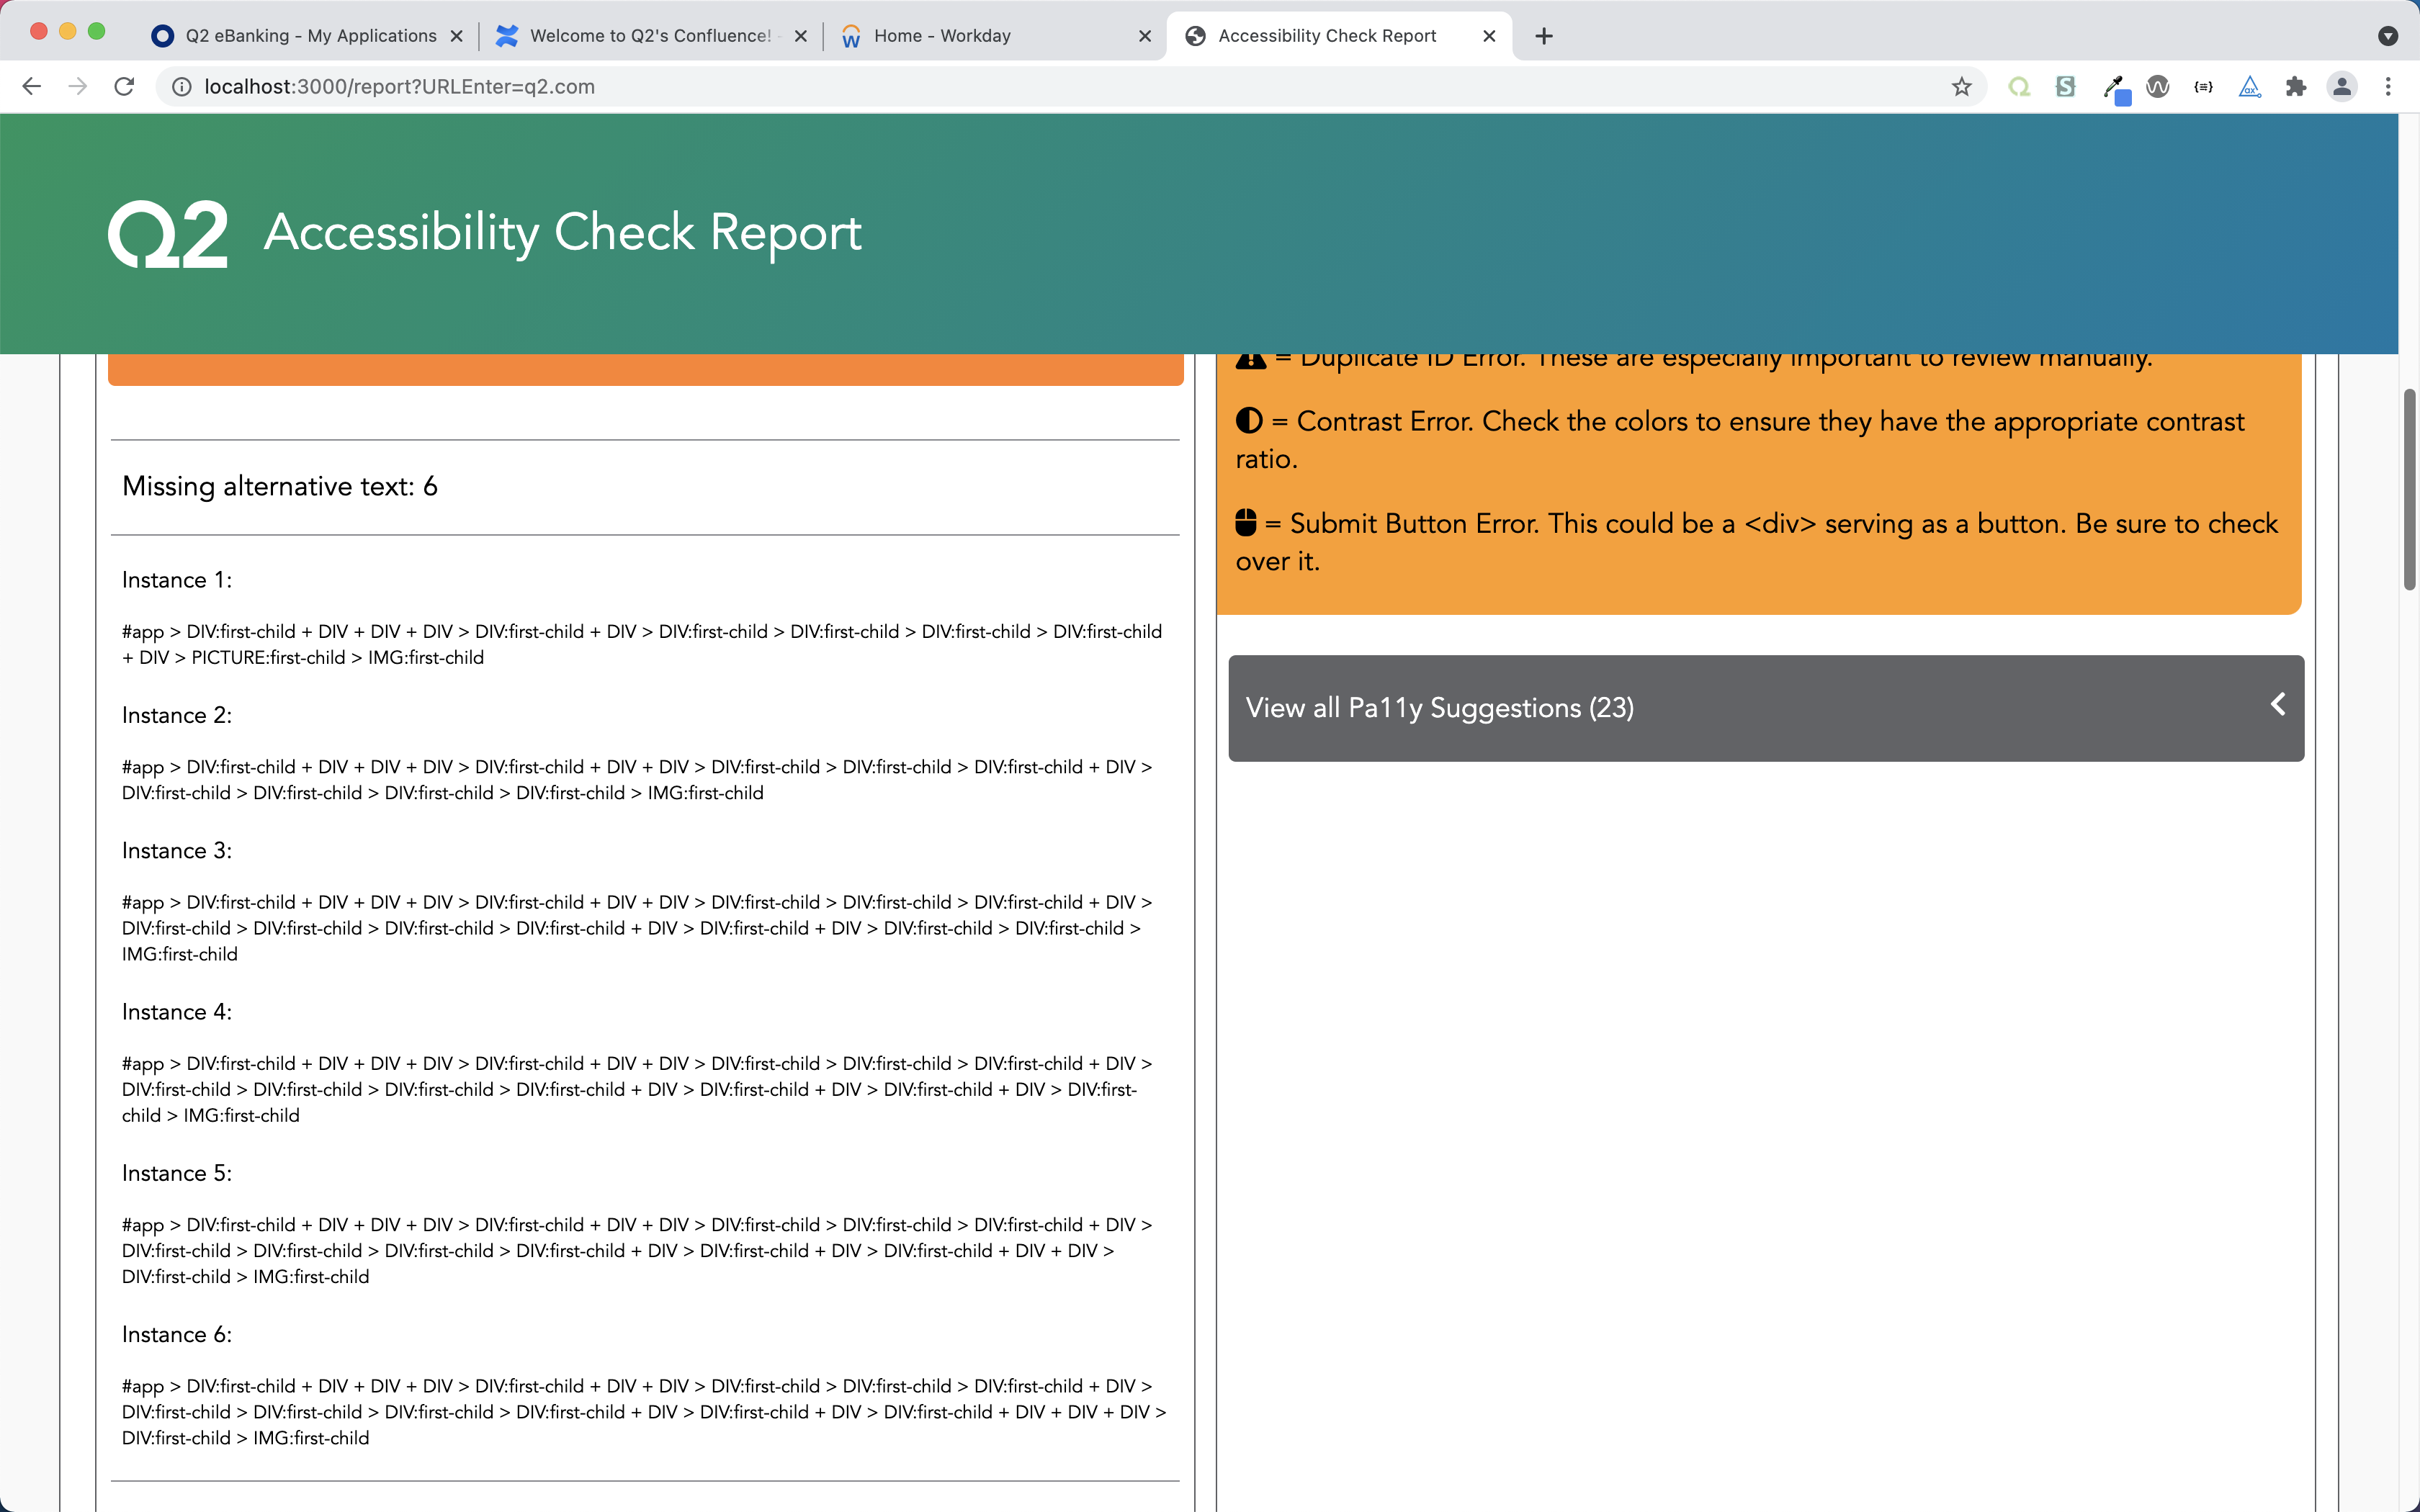 Q2 eBanking - My Applications
Welcome to Q2's Confluence!
Home - Workday
Accessibility Check Report
localhost:3000/report?URLEnter=q2.com
Q2 Accessibility Check Report
Missing alternative text: 6
Instance 1:
#app > DIV:first-child + DIV + DIV + DIV > DIV:first-child + DIV > DIV:first-child > DIV:first-child > DIV:first-child > DIV:first-child
+ DIV > PICTURE:first-child > IMG:first-child
Instance 2:
#app > DIV:first-child + DIV + DIV + DIV > DIV:first-child + DIV + DIV > DIV:first-child > DIV:first-child > DIV:first-child + DIV >
DIV:first-child > DIV:first-child > DIV:first-child > DIV:first-child > IMG:first-child
Instance 3:
#app > DIV:first-child + DIV + DIV + DIV > DIV:first-child + DIV + DIV > DIV:first-child > DIV:first-child > DIV:first-child + DIV >
DIV:first-child > DIV:first-child > DIV:first-child > DIV:first-child + DIV > DIV:first-child + DIV > DIV:first-child > DIV:first-child >
IMG:first-child
Instance 4:
#app > DIV:first-child + DIV + DIV + DIV > DIV:first-child + DIV + DIV > DIV:first-child > DIV:first-child > DIV:first-child + DIV >
DIV:first-child > DIV:first-child > DIV:first-child > DIV:first-child + DIV > DIV:first-child + DIV > DIV:first-child + DIV > DIV:first-
child > IMG:first-child
Instance 5:
#app > DIV:first-child + DIV + DIV + DIV > DIV:first-child + DIV + DIV > DIV:first-child > DIV:first-child > DIV:first-child + DIV >
DIV:first-child > DIV:first-child > DIV:first-child > DIV:first-child + DIV > DIV:first-child + DIV > DIV:first-child + DIV + DIV >
DIV:first-child > IMG:first-child
Instance 6:
#app > DIV:first-child + DIV + DIV + DIV > DIV:first-child + DIV + DIV > DIV:first-child > DIV:first-child > DIV:first-child + DIV >
DIV:first-child > DIV:first-child > DIV:first-child > DIV:first-child + DIV > DIV:first-child + DIV > DIV:first-child + DIV + DIV + DIV >
DIV:first-child > IMG:first-child
= Duplicate ID Error. These are especially important to review manually.
= Contrast Error. Check the colors to ensure they have the appropriate contrast
ratio.
= Submit Button Error. This could be a <div> serving as a button. Be sure to check
over it.
View all Pa11y Suggestions (23)